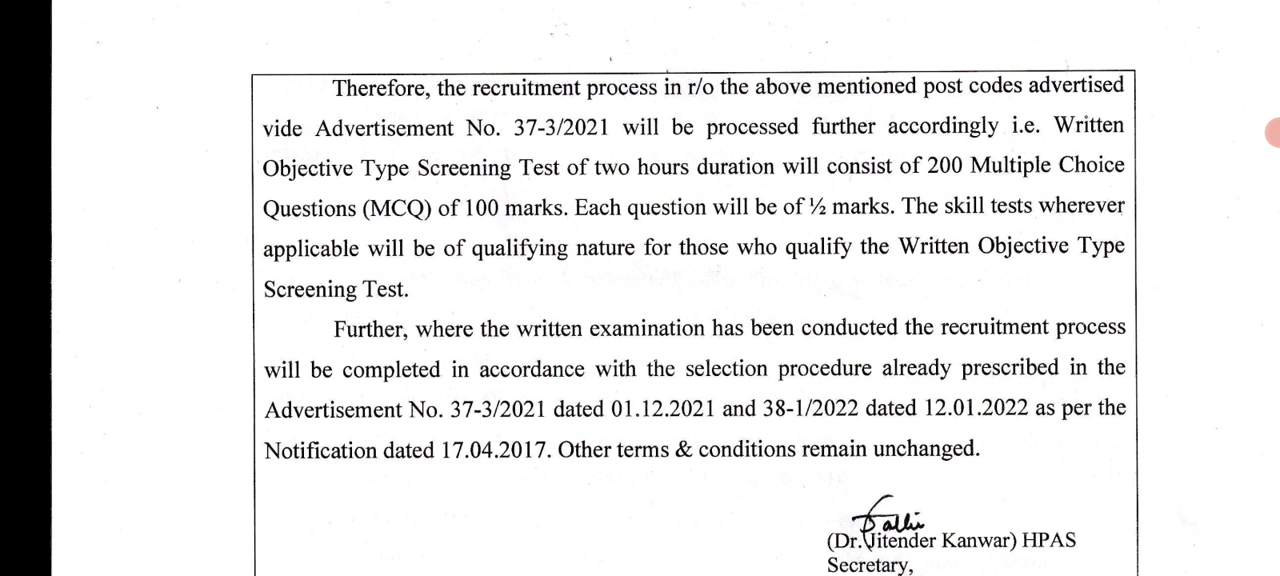 Therefore, the recruitment process in r/o the above mentioned post codes advertised
vide Advertisement No. 37-3/2021 will be processed further accordingly i.e. Written
Objective Type Screening Test of two hours duration will consist of 200 Multiple Choice
Questions (MCQ) of 100 marks. Each question will be of ½ marks. The skill tests wherever
applicable will be of qualifying nature for those who qualify the Written Objective Type
Screening Test.
Further, where the written examination has been conducted the recruitment process
will be completed in accordance with the selection procedure already prescribed in the
Advertisement No. 37-3/2021 dated 01.12.2021 and 38-1/2022 dated 12.01.2022 as per the
Notification dated 17.04.2017. Other terms & conditions remain unchanged.
(Dr. Jitender Kanwar) HPAS
Secretary,